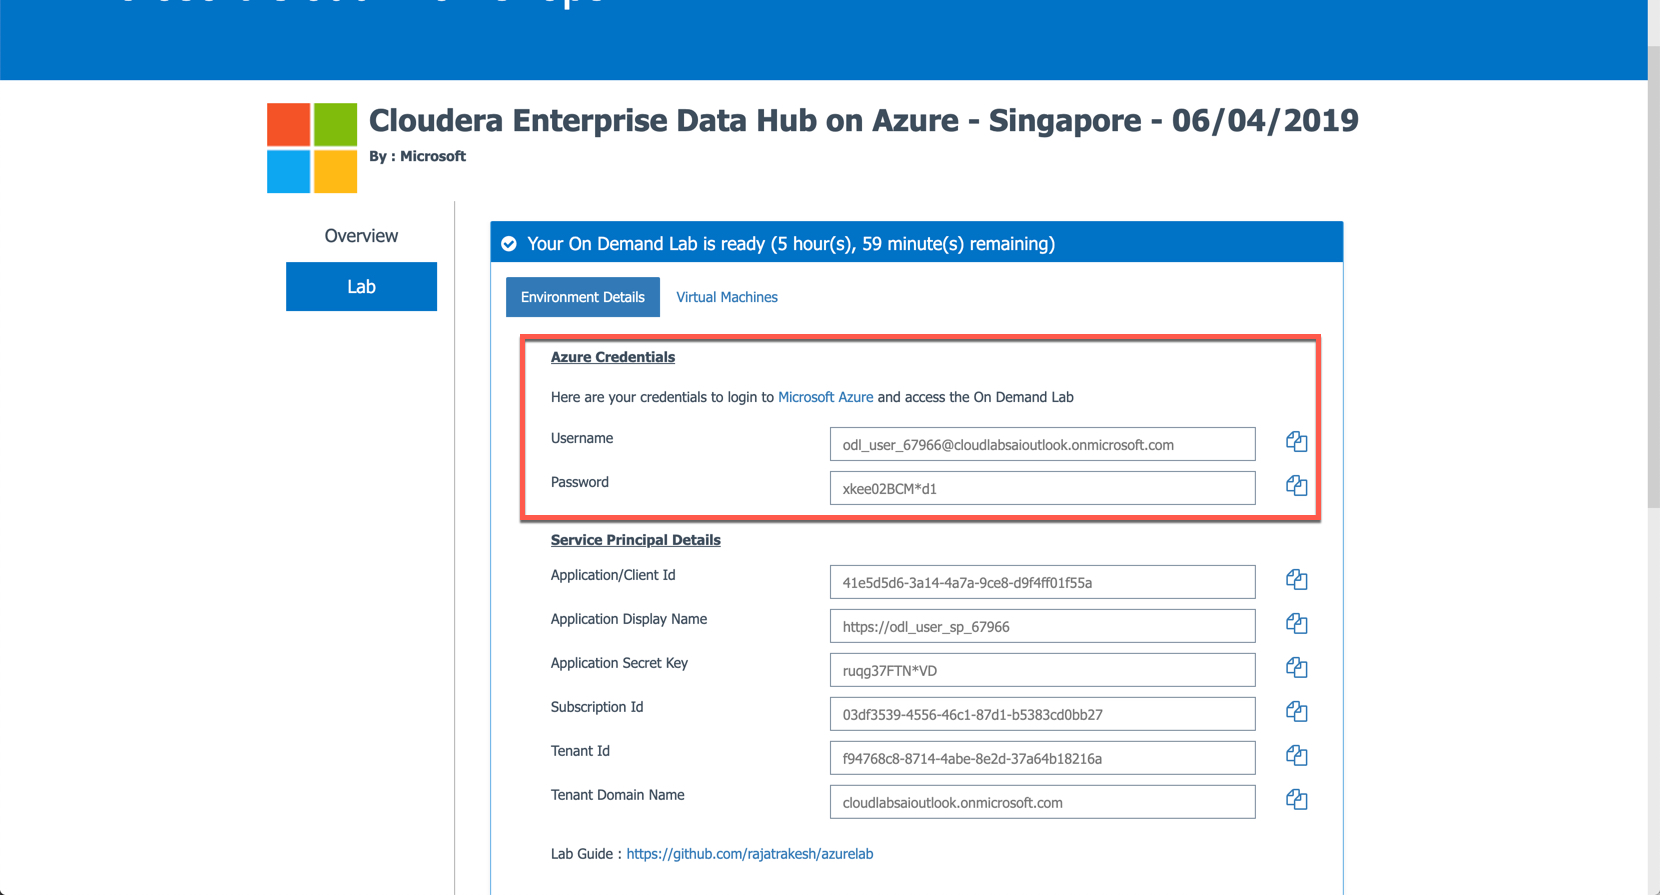 Cloudera Enterprise Data Hub on Azure - Singapore - 06/04/2019
By : Microsoft
Overview
Lab
Your On Demand Lab is ready (5 hour(s), 59 minute(s) remaining)
Environment Details Virtual Machines
Azure Credentials
Here are your credentials to login to Microsoft Azure and access the On Demand Lab
Username odl_user_67966@cloudlabsaioutlook.onmicrosoft.com
Password xkee02BCM*d1
Service Principal Details
Application/Client Id 41e5d5d6-3a14-4a7a-9ce8-d9f4ff01f55a
Application Display Name https://odl_user_sp_67966
Application Secret Key ruqg37FTN*VD
Subscription Id 03df3539-4556-46c1-87d1-b5383cd0bb27
Tenant Id f94768c8-8714-4abe-8e2d-37a64b18216a
Tenant Domain Name cloudlabsaioutlook.onmicrosoft.com
Lab Guide : https://github.com/rajatrakesh/azurelab